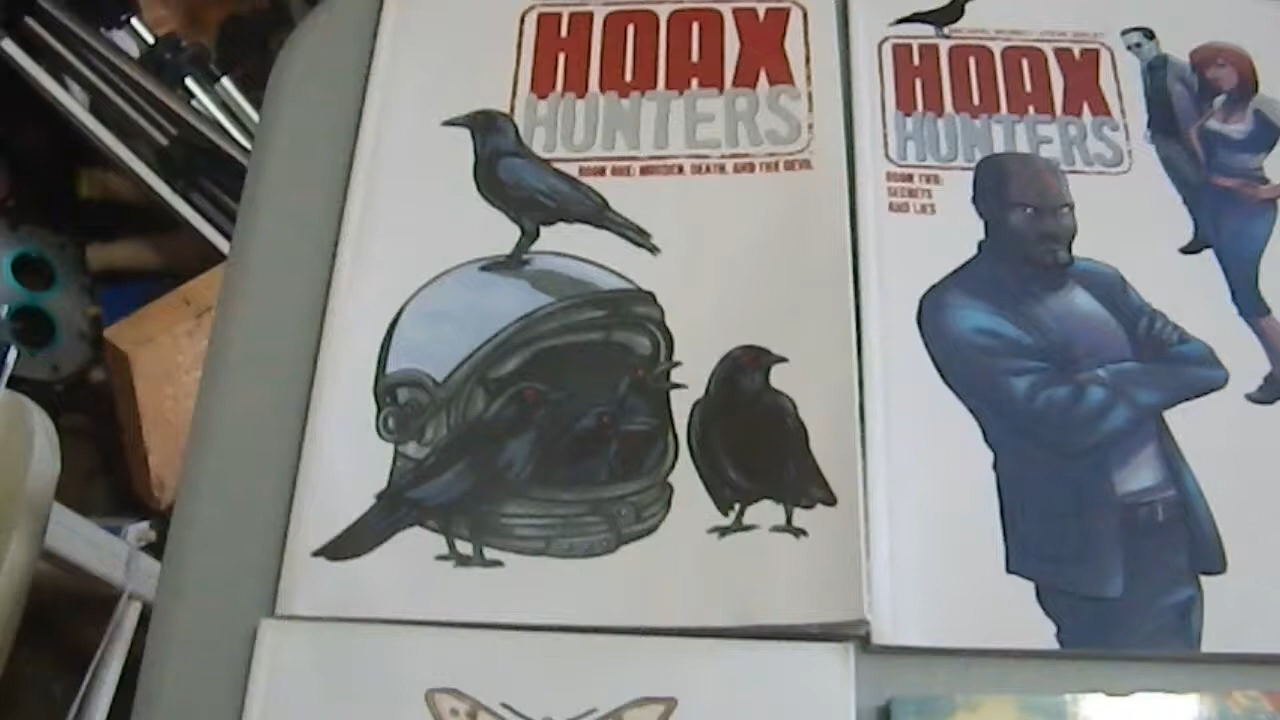 HOAX
HUNTERS
BOOK ONE: MURDER, DEATH, AND THE DEVIL
HOAX
HUNTERS
BOOK TWO:
SECRETS
AND LIES